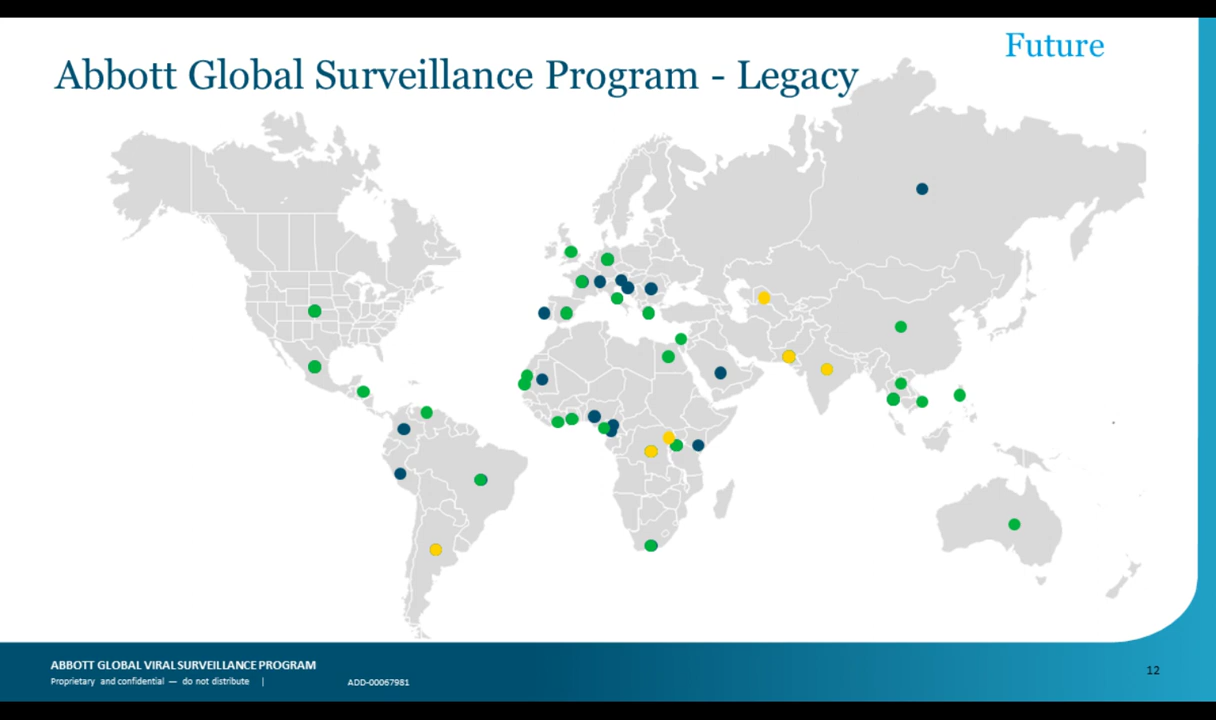 Future
Abbott Global Surveillance Program - Legacy
ABBOTT GLOBAL VIRAL SURVEILLANCE PROGRAM
Proprietary and confidential — do not distribute |
ADD-00067981
12